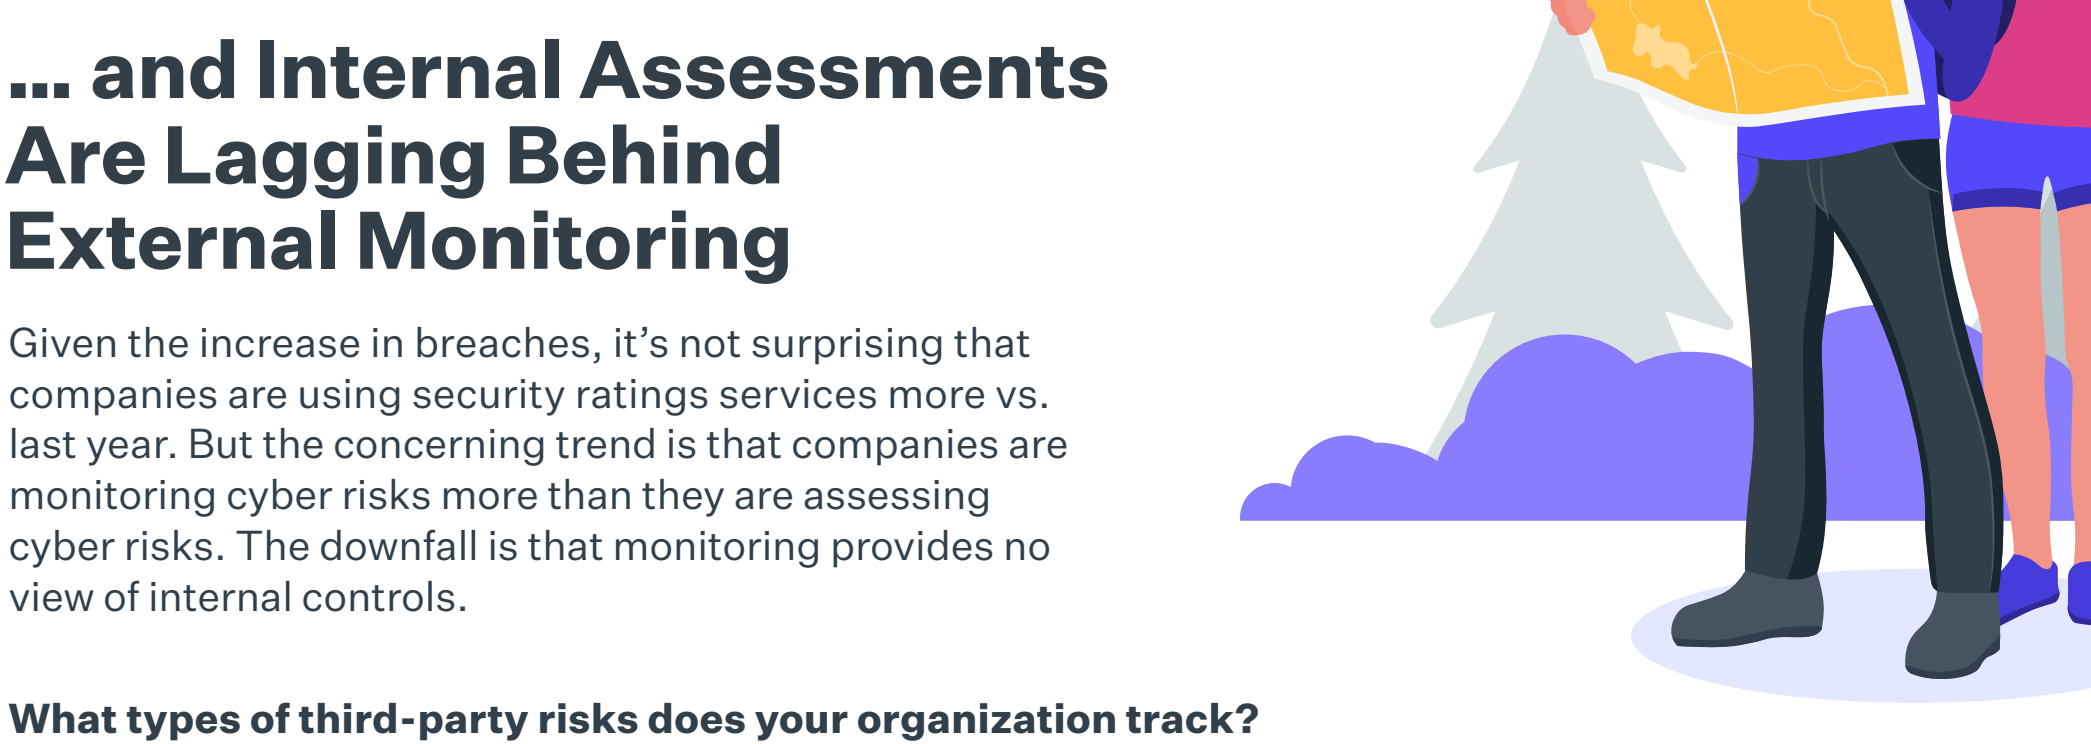 ... and Internal Assessments
Are Lagging Behind
External Monitoring
Given the increase in breaches, it’s not surprising that
companies are using security ratings services more vs.
last year. But the concerning trend is that companies are
monitoring cyber risks more than they are assessing
cyber risks. The downfall is that monitoring provides no
view of internal controls.
What types of third-party risks does your organization track?